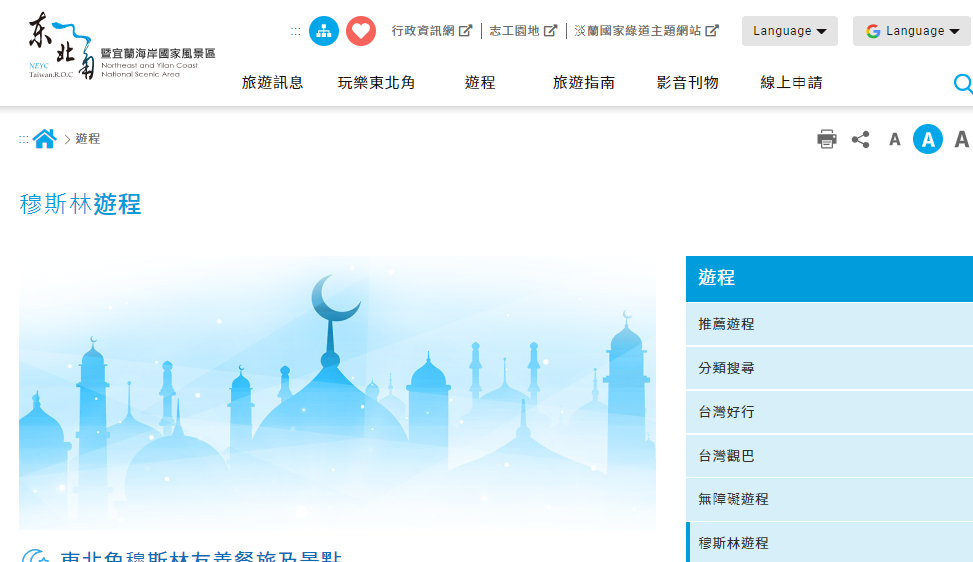 东北角
暨宜蘭海岸國家風景區
NEYC
Taiwan.R.O.C
Northeast and Yilan Coast
National Scenic Area
:::
行政資訊網
志工園地
淡蘭國家綠道主題網站
Language
G Language
旅遊訊息
玩樂東北角
遊程
旅遊指南
影音刊物
線上申請
:::
遊程
A
A
A
穆斯林遊程
遊程
推薦遊程
分類搜尋
台灣好行
台灣觀巴
無障礙遊程
穆斯林遊程
東北角穆斯林友善餐旅及景點